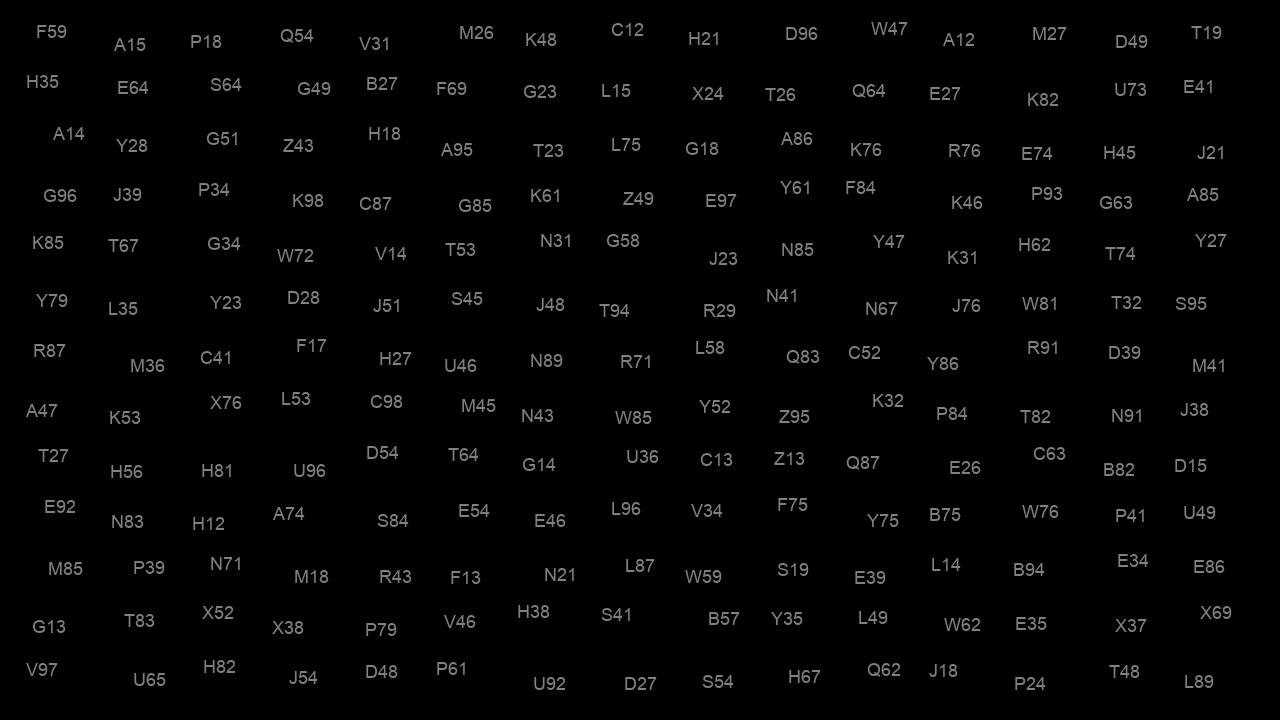 F59 A15 P18 Q54 V31 M26 K48 C12 H21 D96 W47 A12 M27 D49 T19
H35 E64 S64 G49 B27 F69 G23 L15 X24 T26 Q64 E27 K82 U73 E41
A14 Y28 G51 Z43 H18 A95 T23 L75 G18 A86 K76 R76 E74 H45 J21
G96 J39 P34 K98 C87 G85 K61 Z49 E97 Y61 F84 K46 P93 G63 A85
K85 T67 G34 W72 V14 T53 N31 G58 J23 N85 Y47 K31 H62 T74 Y27
Y79 L35 Y23 D28 J51 S45 J48 T94 R29 N41 N67 J76 W81 T32 S95
R87 M36 C41 F17 H27 U46 N89 R71 L58 Q83 C52 Y86 R91 D39 M41
A47 K53 X76 L53 C98 M45 N43 W85 Y52 Z95 K32 P84 T82 N91 J38
T27 H56 H81 U96 D54 T64 G14 U36 C13 Z13 Q87 E26 C63 B82 D15
E92 N83 H12 A74 S84 E54 E46 L96 V34 F75 Y75 B75 W76 P41 U49
M85 P39 N71 M18 R43 F13 N21 L87 W59 S19 E39 L14 B94 E34 E86
G13 T83 X52 X38 P79 V46 H38 S41 B57 Y35 L49 W62 E35 X37 X69
V97 U65 H82 J54 D48 P61 U92 D27 S54 H67 Q62 J18 P24 T48 L89